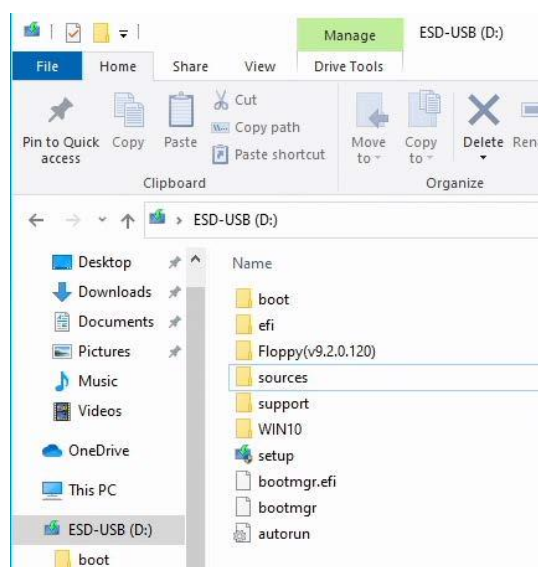 Manage
ESD-USB (D:)
File
Home
Share
View
Drive Tools
Pin to Quick access
Copy
Paste
Cut
Copy path
Paste shortcut
Move to
Copy to
Delete
Ren
Clipboard
Organize
ESD-USB (D:)
Desktop
Downloads
Documents
Pictures
Music
Videos
OneDrive
This PC
ESD-USB (D:)
boot
Name
boot
efi
Floppy(v9.2.0.120)
sources
support
WIN10
setup
bootmgr.efi
bootmgr
autorun